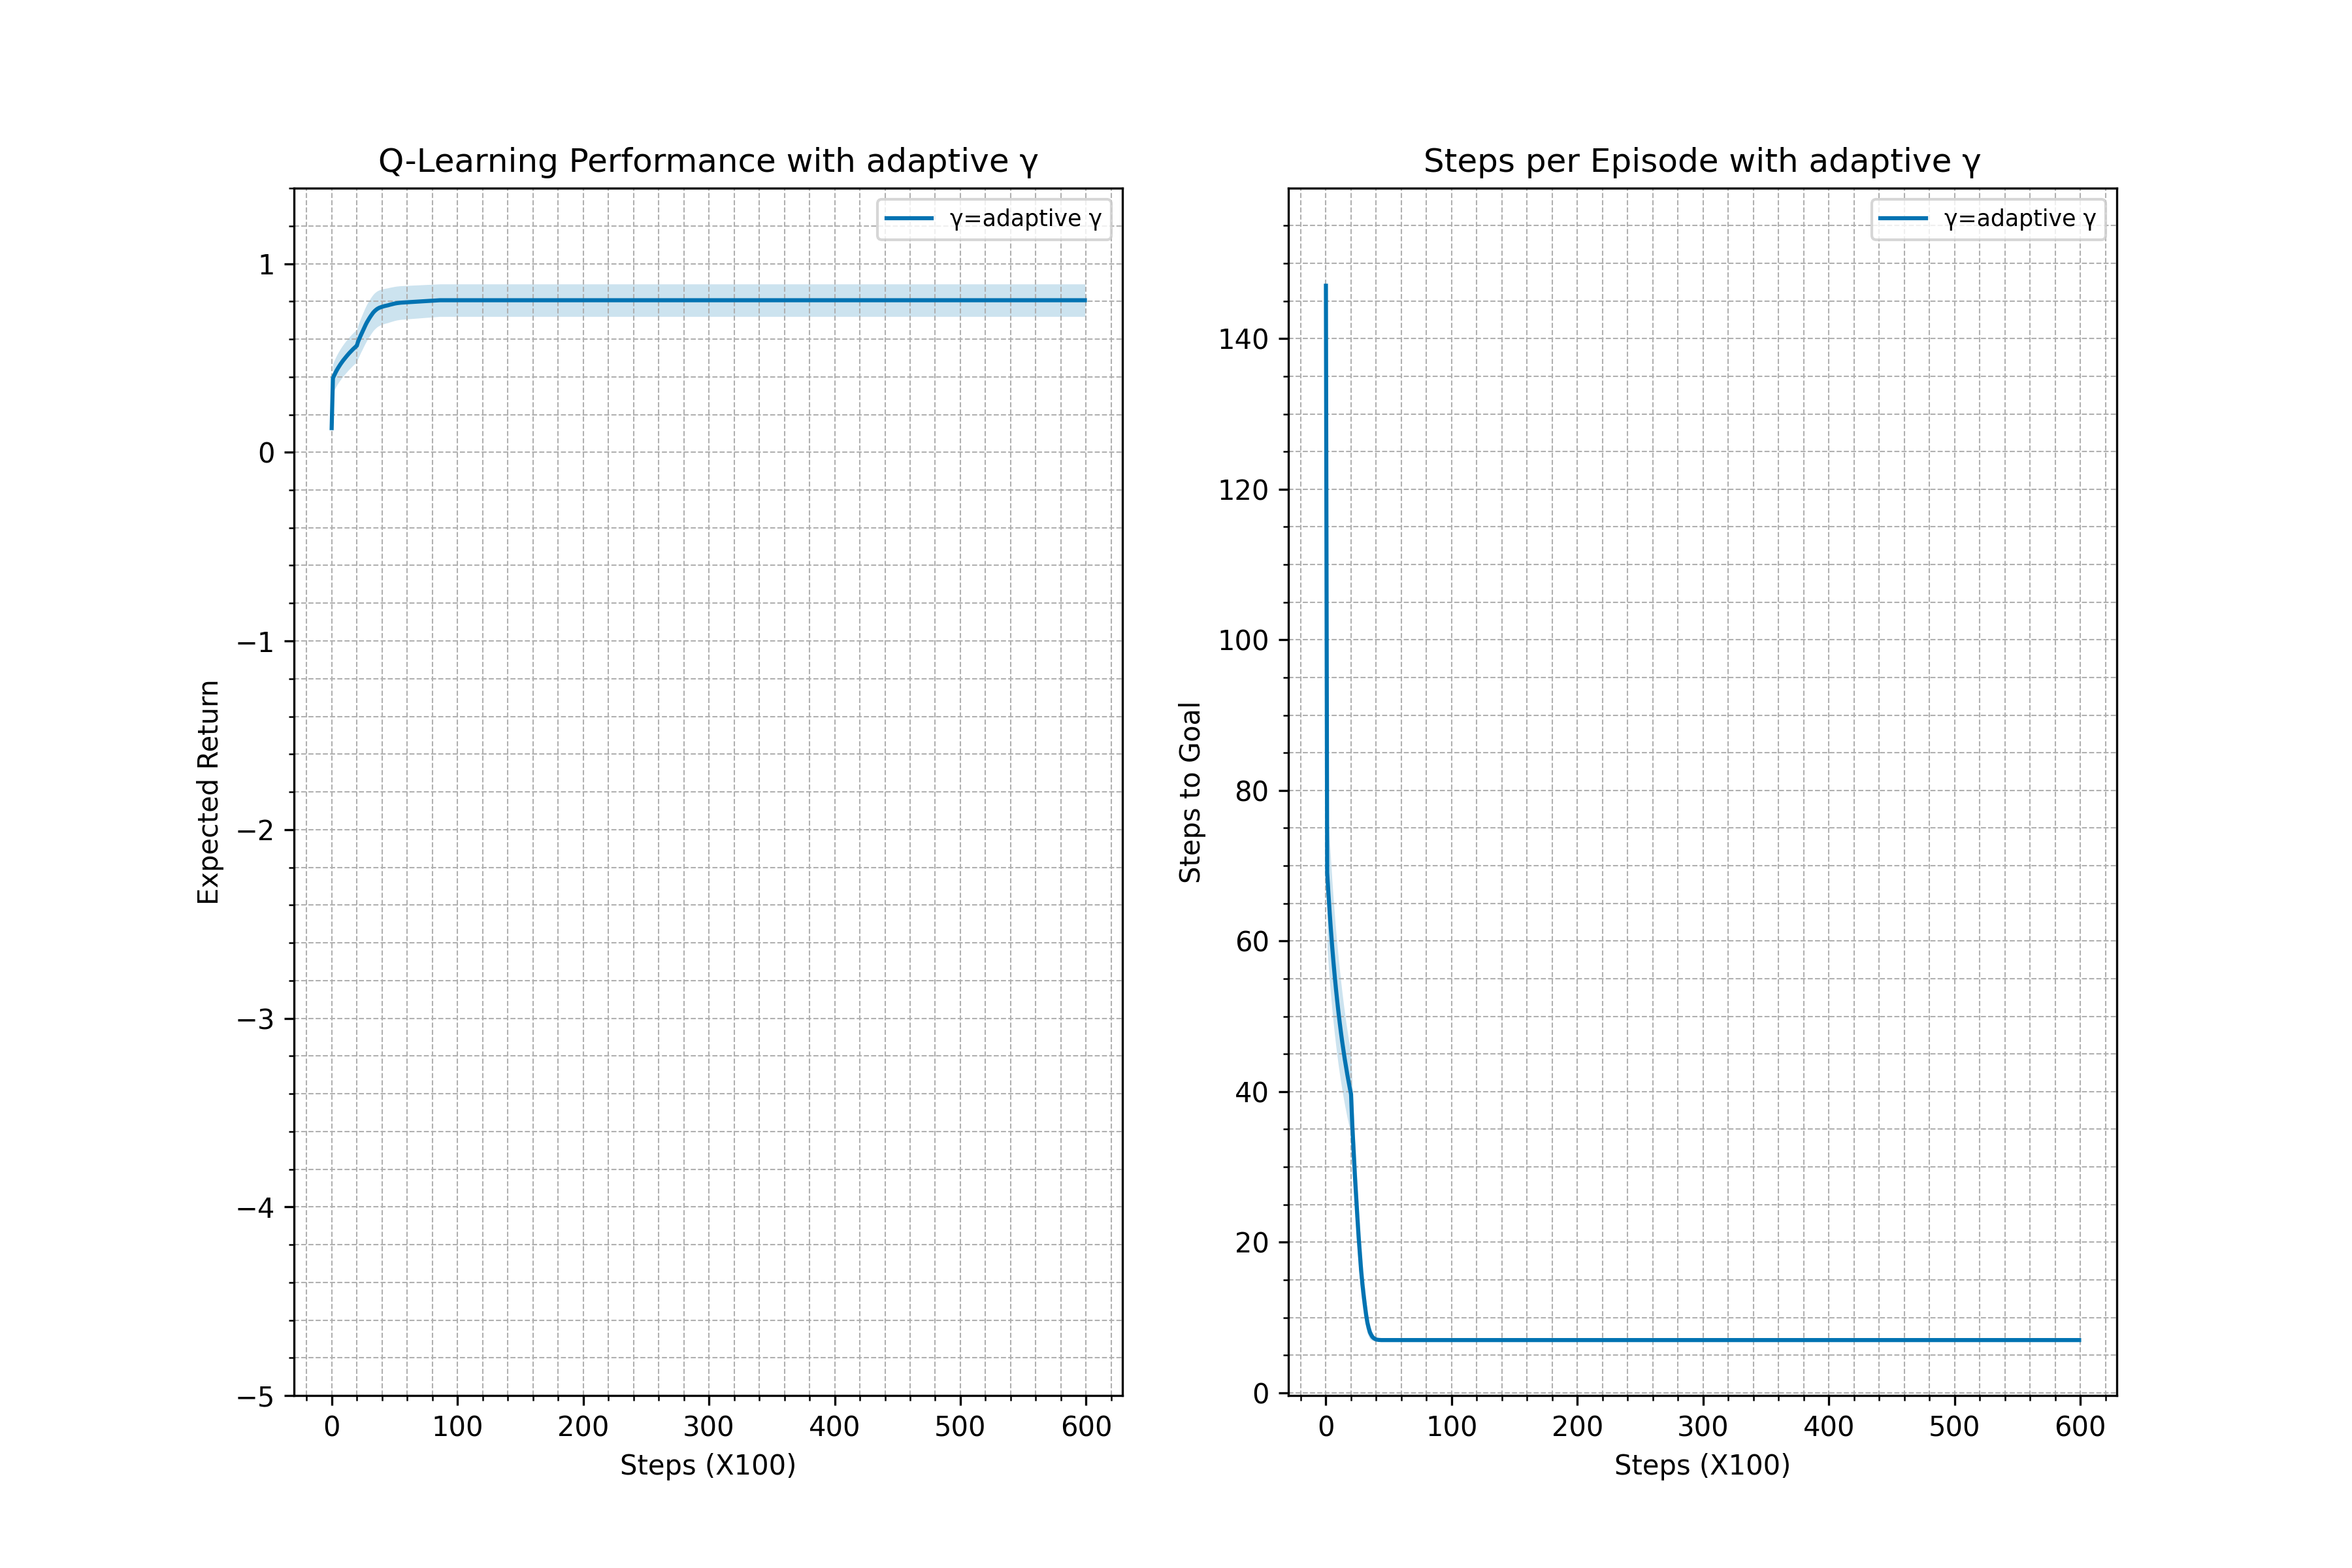 Q-Learning Performance with adaptive γ
γ=adaptive γ
1
0
−1
−2
−3
−4
−5
Expected Return
0 100 200 300 400 500 600
Steps (X100)
Steps per Episode with adaptive γ
γ=adaptive γ
140
120
100
80
60
40
20
0
Steps to Goal
0 100 200 300 400 500 600
Steps (X100)